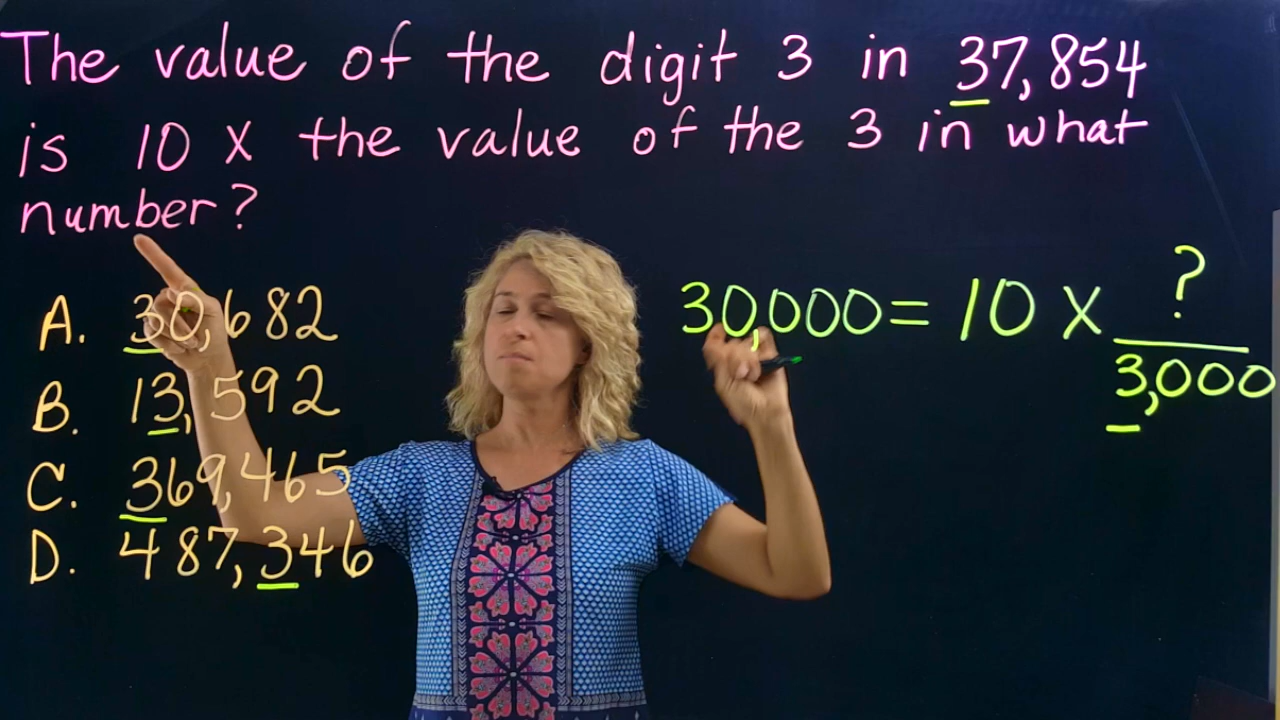 The value of the digit 3 in 37,854
is 10 X the value of the 3 in what
number?
A. 30,682
B. 13,592
C. 369,465
D. 487,346
30,000 = 10 X ?
3,000